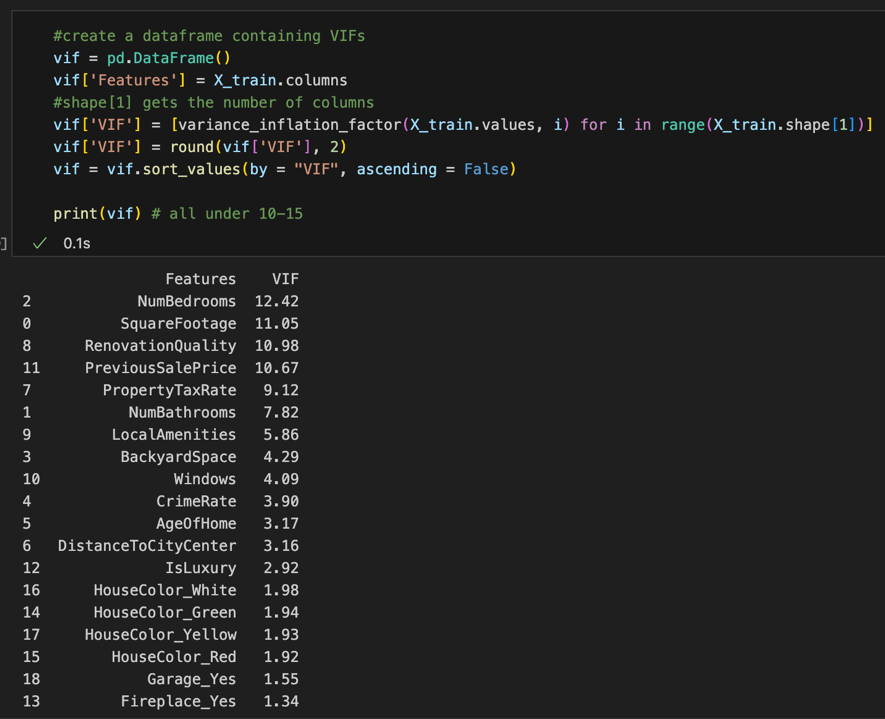 #create a dataframe containing VIFs
vif = pd.DataFrame()
vif['Features'] = X_train.columns
#shape[1] gets the number of columns
vif['VIF'] = [variance_inflation_factor(X_train.values, i) for i in range(X_train.shape[1])]
vif['VIF'] = round(vif['VIF'], 2)
vif = vif.sort_values(by = "VIF", ascending = False)
print(vif) # all under 10-15
] ✓ 0.1s
Features VIF
2 NumBedrooms 12.42
0 SquareFootage 11.05
8 RenovationQuality 10.98
11 PreviousSalePrice 10.67
7 PropertyTaxRate 9.12
1 NumBathrooms 7.82
9 LocalAmenities 5.86
3 BackyardSpace 4.29
10 Windows 4.09
4 CrimeRate 3.90
5 AgeOfHome 3.17
6 DistanceToCityCenter 3.16
12 IsLuxury 2.92
16 HouseColor_White 1.98
14 HouseColor_Green 1.94
17 HouseColor_Yellow 1.93
15 HouseColor_Red 1.92
18 Garage_Yes 1.55
13 Fireplace_Yes 1.34